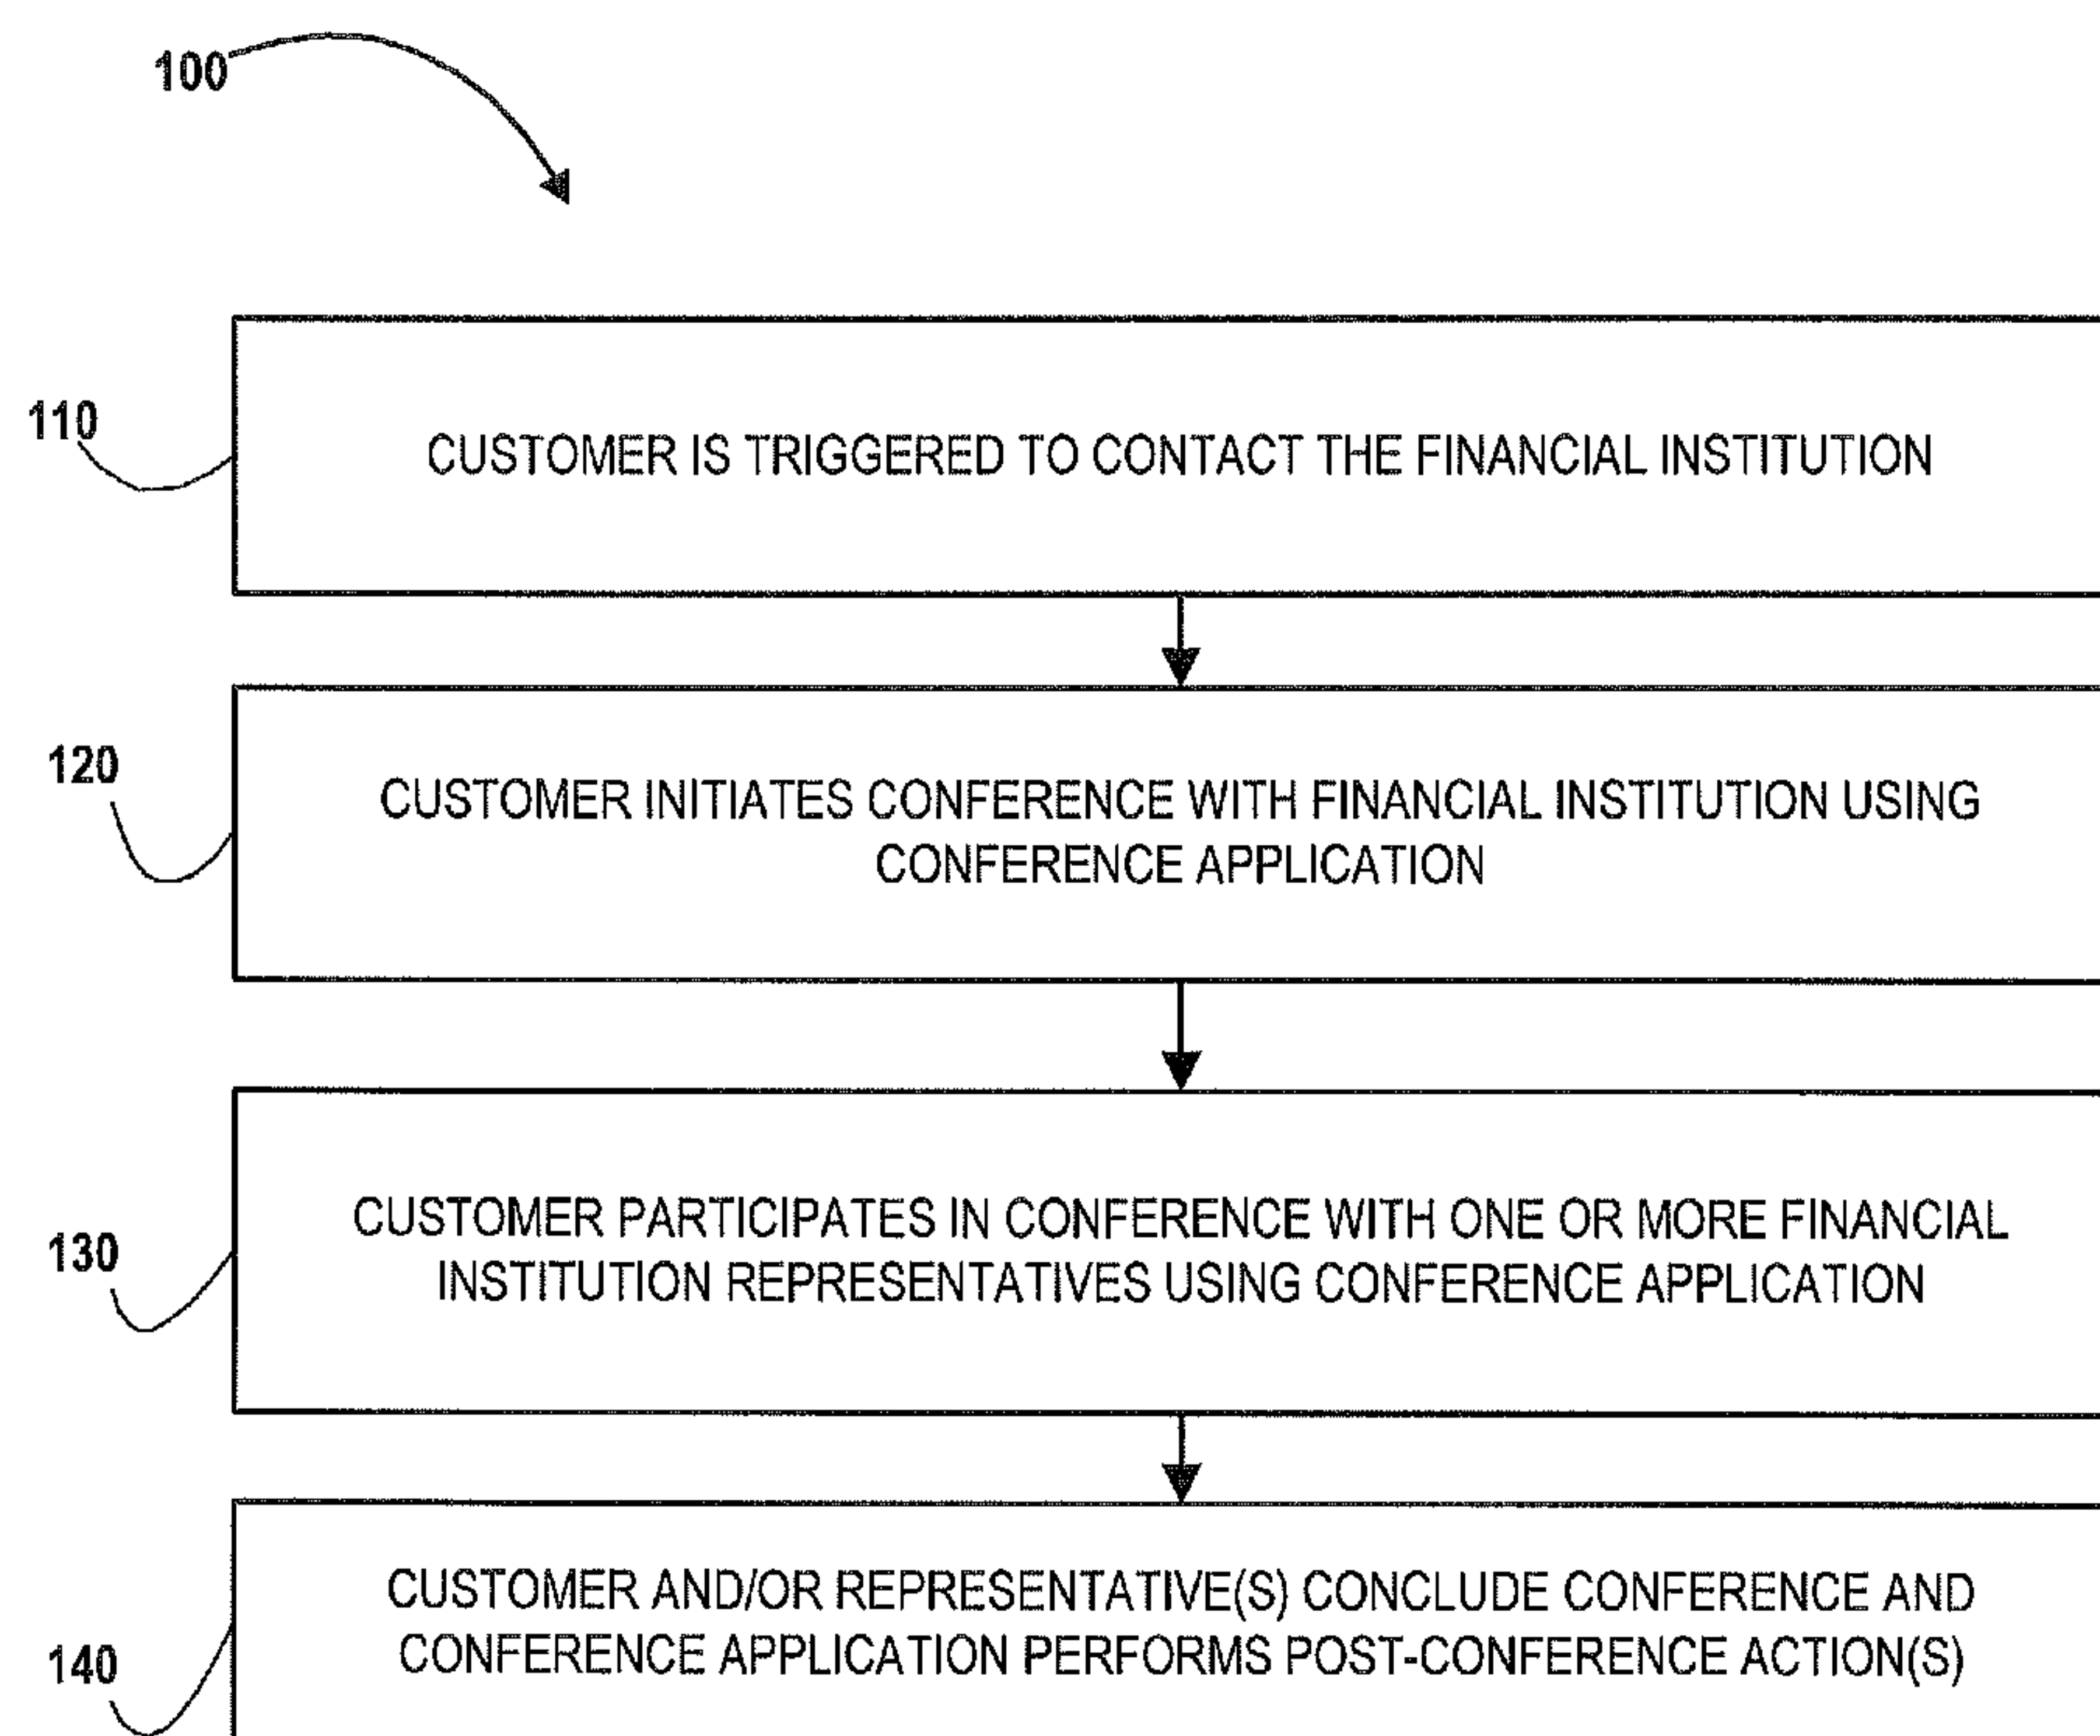 100
110
CUSTOMER IS TRIGGERED TO CONTACT THE FINANCIAL INSTITUTION
120
CUSTOMER INITIATES CONFERENCE WITH FINANCIAL INSTITUTION USING
CONFERENCE APPLICATION
130
CUSTOMER PARTICIPATES IN CONFERENCE WITH ONE OR MORE FINANCIAL
INSTITUTION REPRESENTATIVES USING CONFERENCE APPLICATION
140
CUSTOMER AND/OR REPRESENTATIVE(S) CONCLUDE CONFERENCE AND
CONFERENCE APPLICATION PERFORMS POST-CONFERENCE ACTION(S)